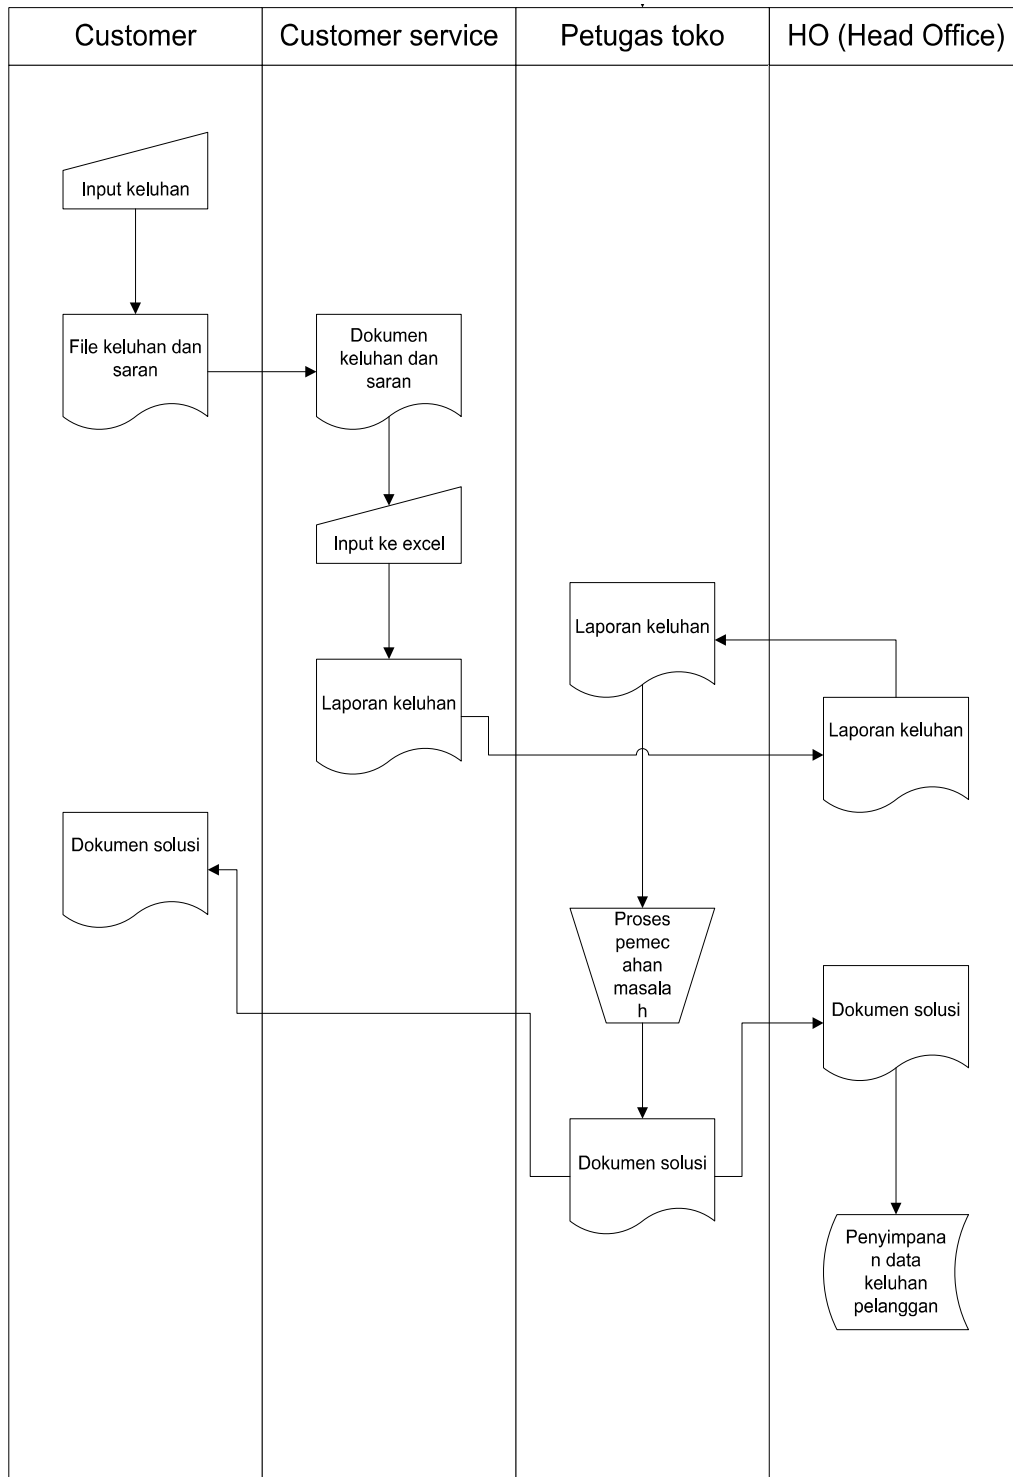 Customer
Customer service
Petugas toko
HO (Head Office)
Input keluhan
File keluhan dan
saran
Dokumen
keluhan dan
saran
Input ke excel
Laporan keluhan
Laporan keluhan
Laporan keluhan
Dokumen solusi
Proses
pemec
ahan
masala
h
Dokumen solusi
Dokumen solusi
Penyimpana
n data
keluhan
pelanggan